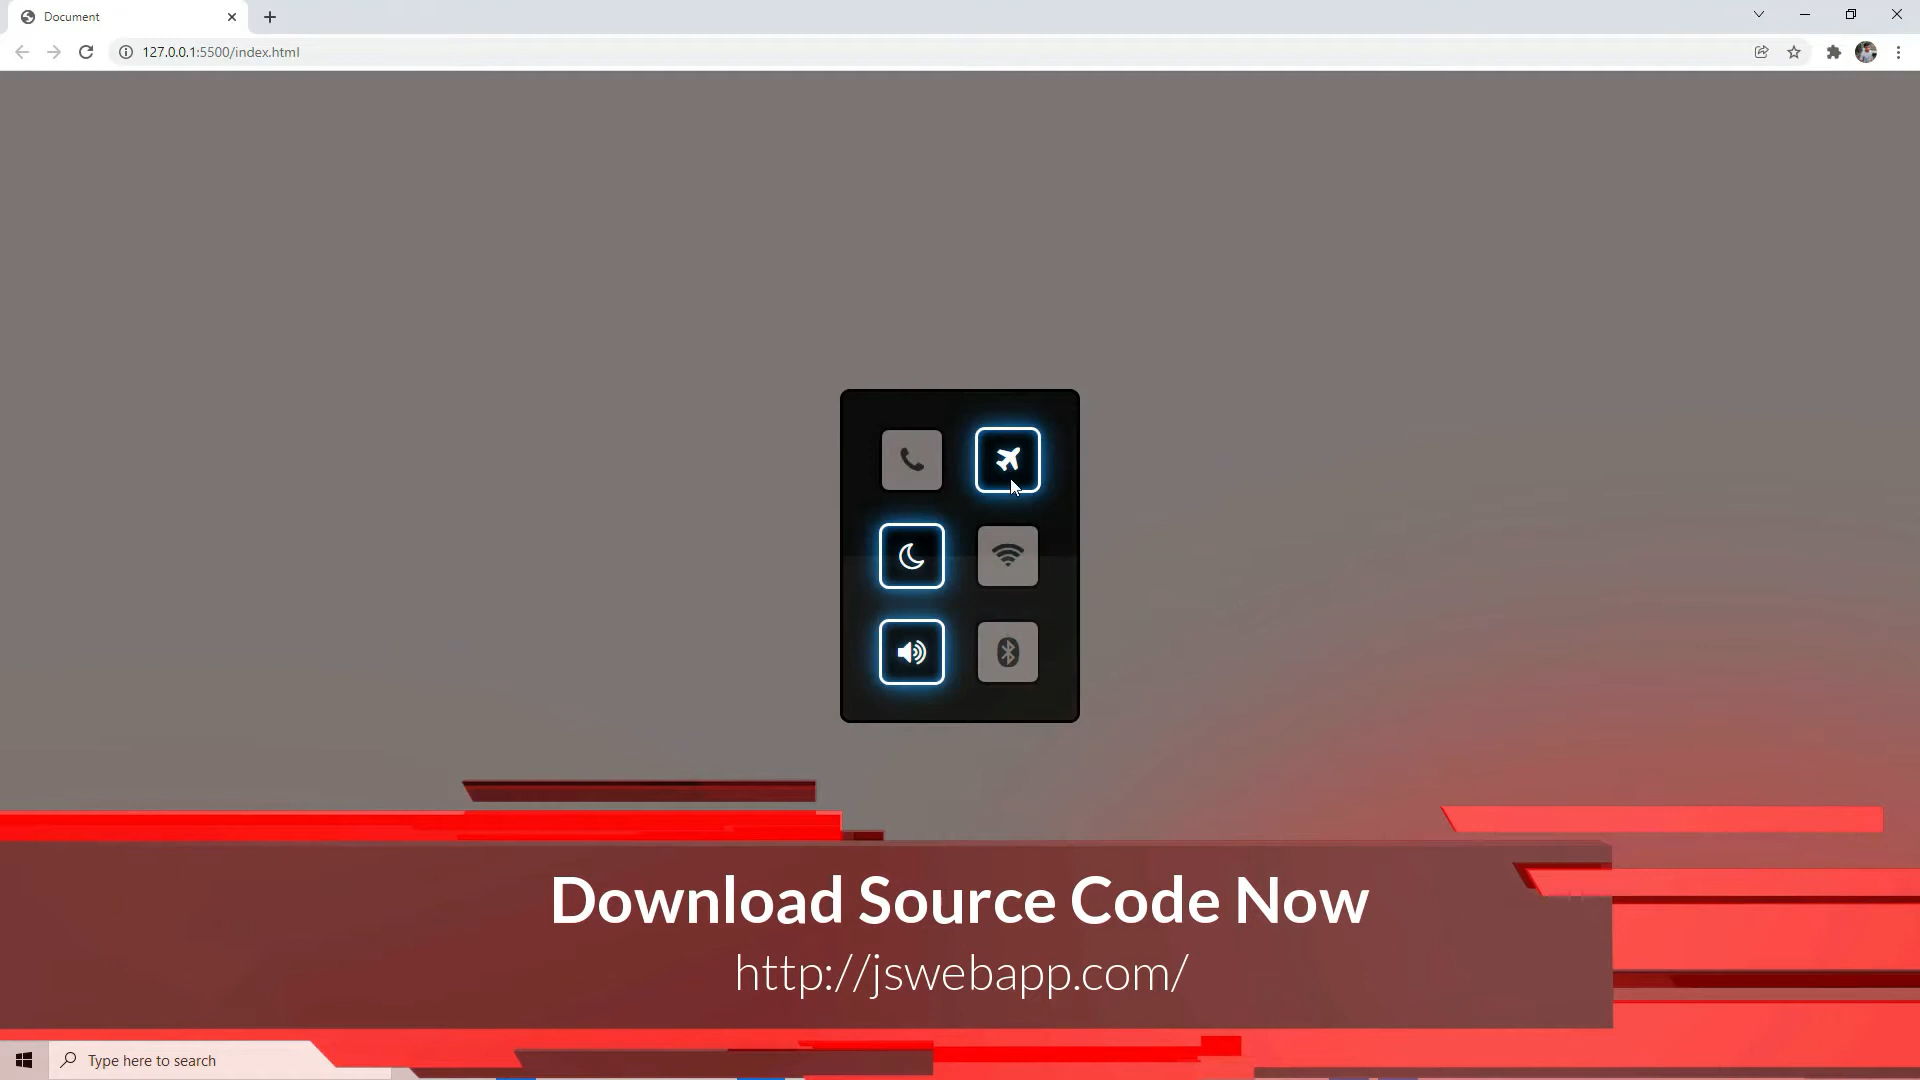 Document
127.0.0.1:5500/index.html
Download Source Code Now
http://jswebapp.com/
Type here to search